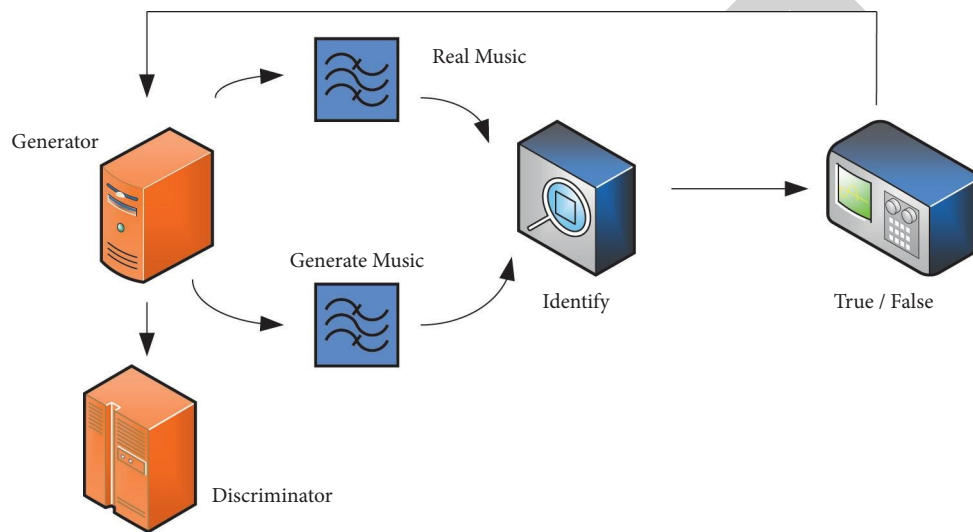 Real Music
Generator
Generate Music
Identify
True / False
Discriminator